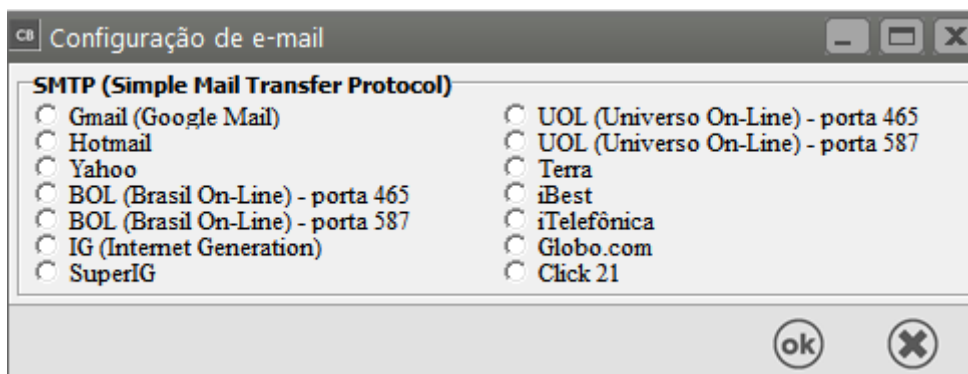 CB Configuração de e-mail
SMTP (Simple Mail Transfer Protocol)
Gmail (Google Mail)
Hotmail
Yahoo
BOL (Brasil On-Line) - porta 465
BOL (Brasil On-Line) - porta 587
IG (Internet Generation)
SuperIG
UOL (Universo On-Line) - porta 465
UOL (Universo On-Line) - porta 587
Terra
iBest
iTelefônica
Globo.com
Click 21
ok